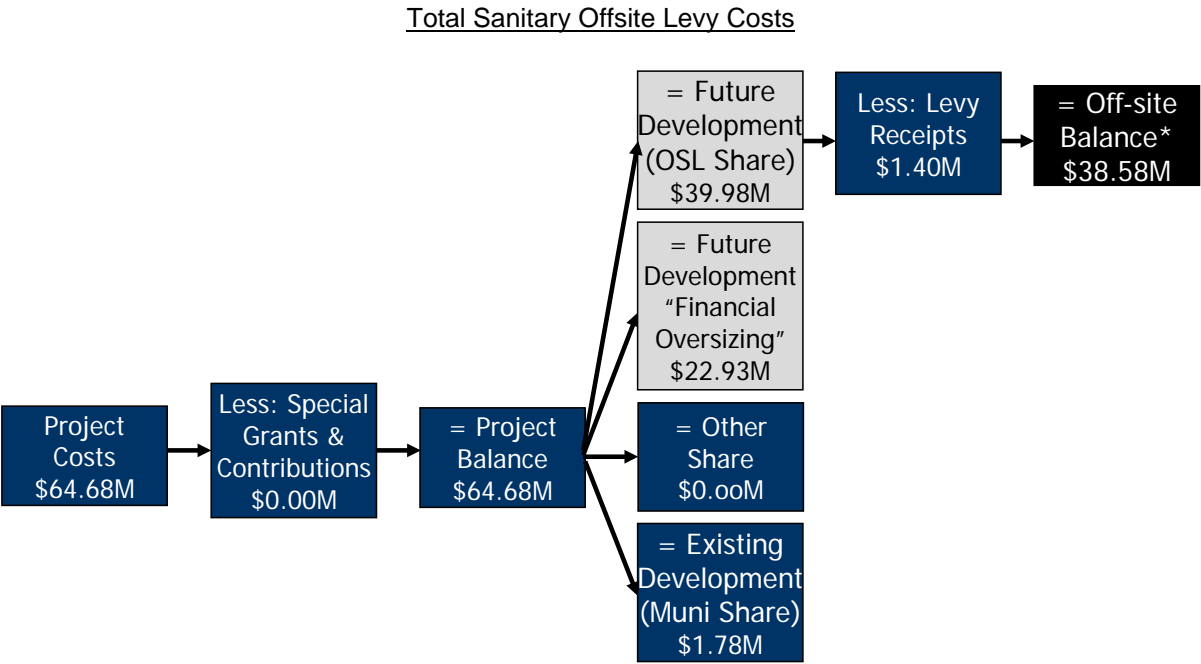 Total Sanitary Offsite Levy Costs
Project
Costs
$64.68M
Less: Special
Grants &
Contributions
$0.00M
= Project
Balance
$64.68M
= Future
Development
(OSL Share)
$39.98M
Less: Levy
Receipts
$1.40M
= Off-site
Balance*
$38.58M
= Future
Development
“Financial
Oversizing”
$22.93M
= Other
Share
$0.ooM
= Existing
Development
(Muni Share)
$1.78M